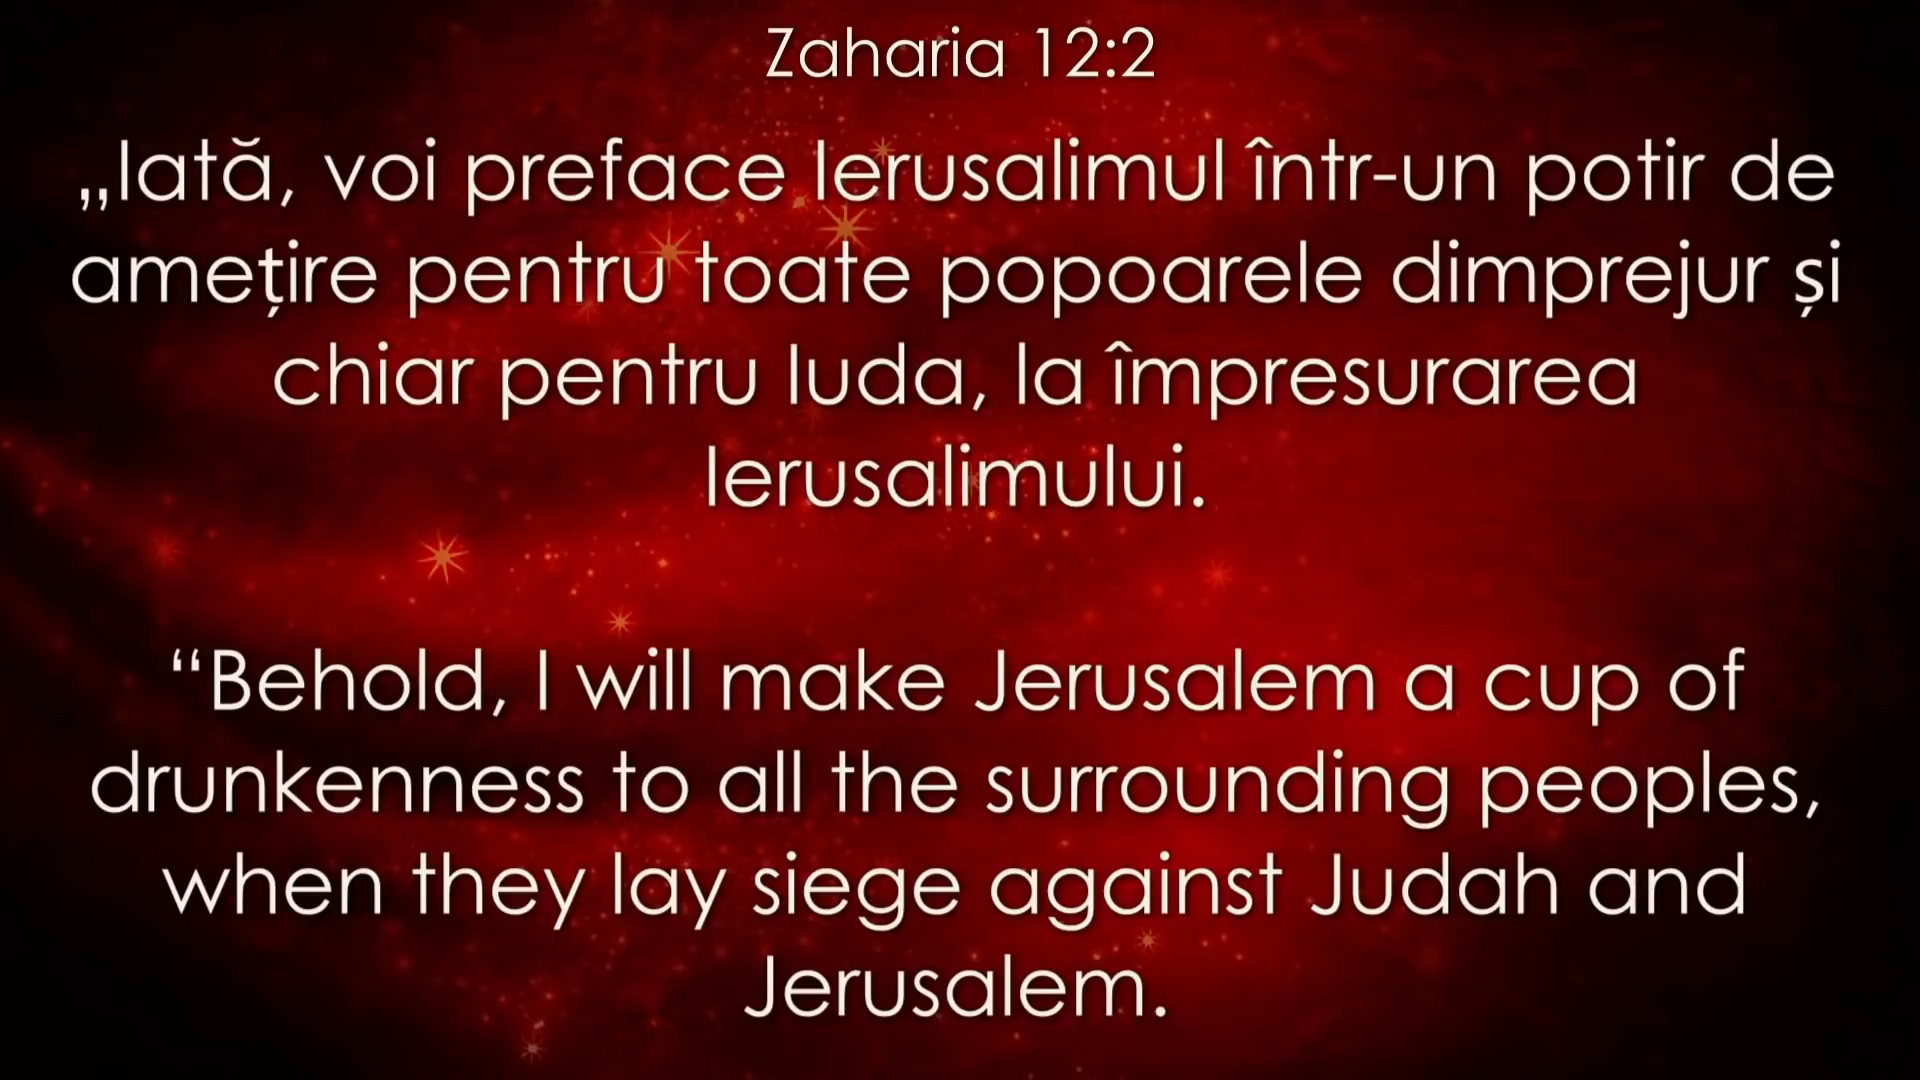 Zaharia 12:2
„Iată, voi preface Ierusalimul într-un potir de
amețire pentru toate popoarele dimprejur și
chiar pentru Iuda, la împresurarea
Ierusalimului.
“Behold, I will make Jerusalem a cup of
drunkenness to all the surrounding peoples,
when they lay siege against Judah and
Jerusalem.